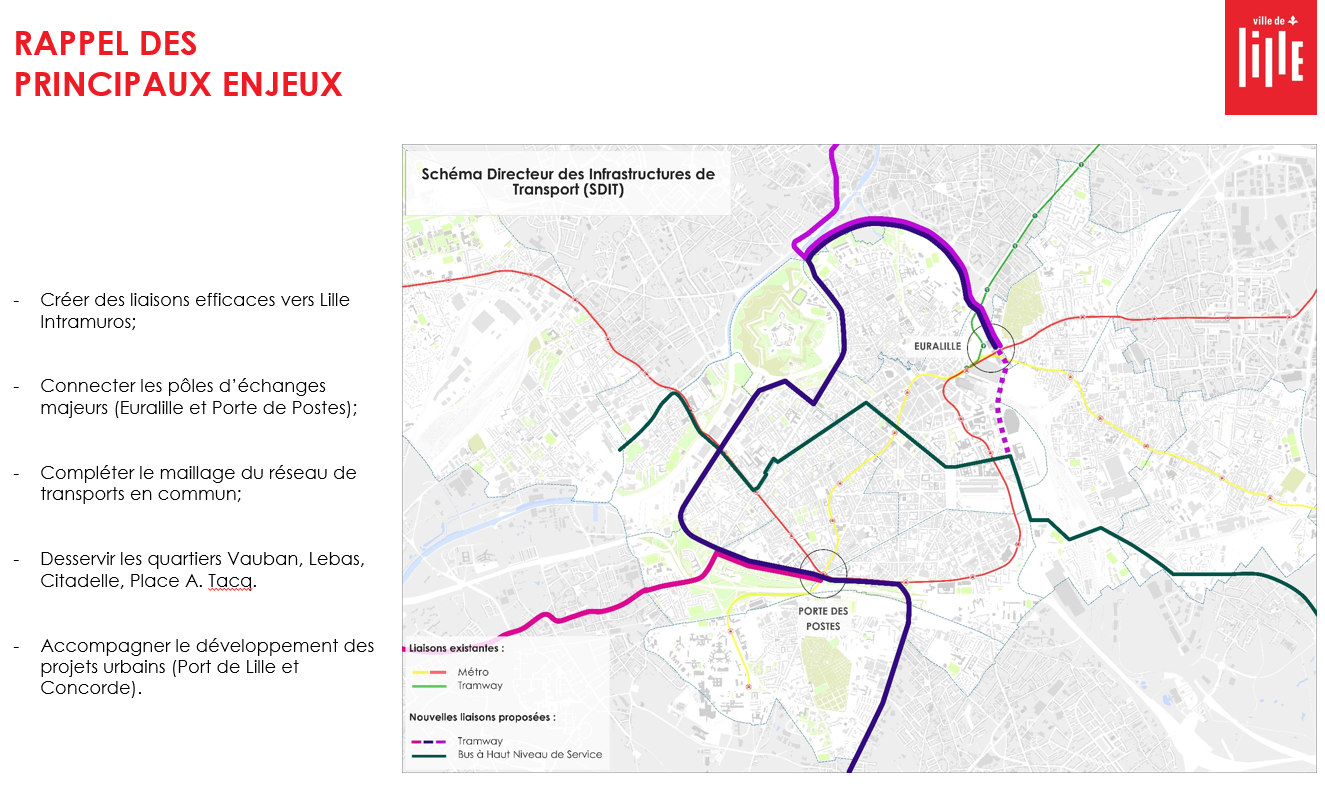 RAPPEL DES
PRINCIPAUX ENJEUX
ville de
lille
- Créer des liaisons efficaces vers Lille
Intramuros;
- Connecter les pôles d'échanges
majeurs (Euralille et Porte de Postes);
- Compléter le maillage du réseau de
transports en commun;
- Desservir les quartiers Vauban, Lebas,
Citadelle, Place A. Tacq.
- Accompagner le développement des
projets urbains (Port de Lille et
Concorde).
Schéma Directeur des Infrastructures de
Transport (SDIT)
EURALILLE
PORTE DES
POSTES
Liaisons existantes :
Métro
Tramway
Nouvelles liaisons proposées :
Tramway
Bus à Haut Niveau de Service